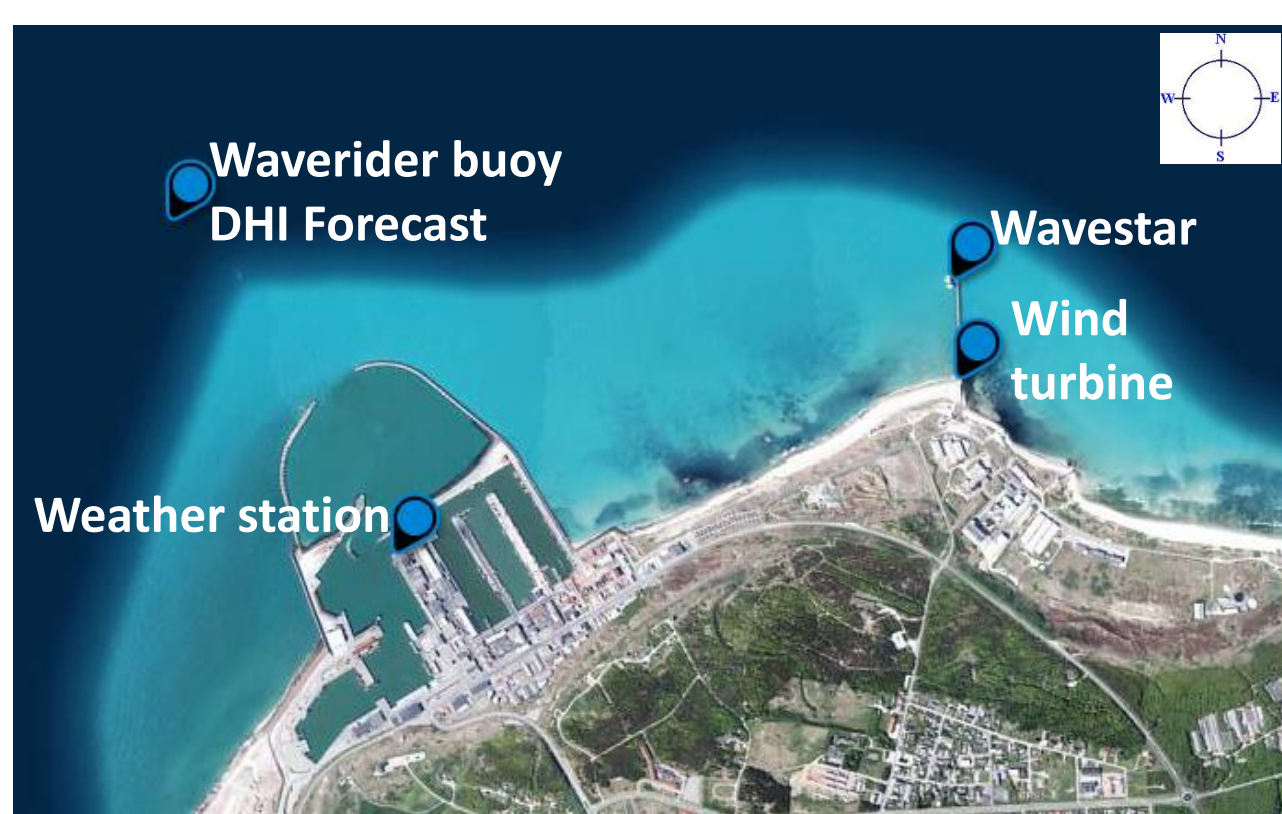 N
W E
S
Waverider buoy
DHI Forecast
Wavestar
Wind
turbine
Weather station